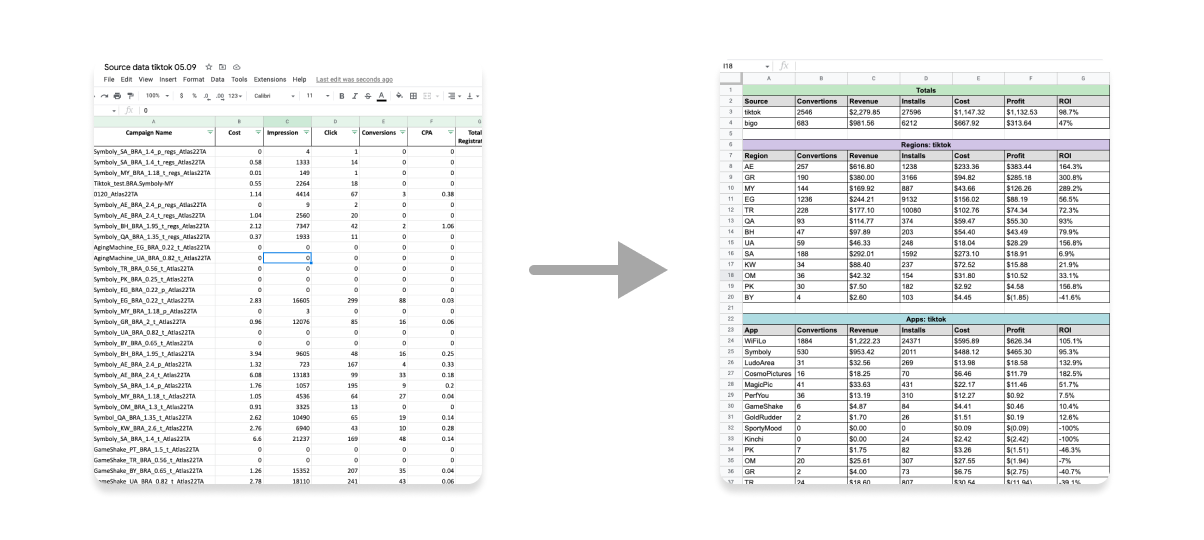 Source data tiktok 05.09
File Edit View Insert Format Data Tools Extensions Help Last edit was seconds ago
100% $ % .0 .00 123 Calibri 11 B I S A
fx 0
A B C D E F G
Campaign Name Cost Impression Click Conversions CPA Total
Registrat
Symboly_SA_BRA_1.4_p_regs_Atlas22TA 0 4 1 0 0
Symboly_SA_BRA_1.4_t_regs_Atlas22TA 0.58 1333 14 0 0
Symboly_MY_BRA_1.18_t_regs_Atlas22TA 0.01 149 1 0 0
Tiktok_test.BRA.Symboly-MY 0.55 2264 18 0 0
0120_Atlas22TA 1.14 4414 67 3 0.38
Symboly_AE_BRA_2.4_p_regs_Atlas22TA 0 9 2 0 0
Symboly_AE_BRA_2.4_t_regs_Atlas22TA 1.04 2560 20 0 0
Symboly_BH_BRA_1.95_t_regs_Atlas22TA 2.12 7347 42 2 1.06
Symboly_QA_BRA_1.35_t_regs_Atlas22TA 0.37 1933 11 0 0
AgingMachine_EG_BRA_0.22_t_Atlas22TA 0 0 0 0 0
AgingMachine_UA_BRA_0.82_t_Atlas22TA 0 0 0 0 0
Symboly_TR_BRA_0.56_t_Atlas22TA 0 0 0 0 0
Symboly_PK_BRA_0.25_t_Atlas22TA 0 0 0 0 0
Symboly_EG_BRA_0.22_p_Atlas22TA 0 0 0 0 0
Symboly_EG_BRA_0.22_t_Atlas22TA 2.83 16605 299 88 0.03
Symboly_MY_BRA_1.18_p_Atlas22TA 0 3 0 0 0
Symboly_GR_BRA_2_t_Atlas22TA 0.96 12076 85 16 0.06
Symboly_UA_BRA_0.82_t_Atlas22TA 0 0 0 0 0
Symboly_BY_BRA_0.65_t_Atlas22TA 0 0 0 0 0
Symboly_BH_BRA_1.95_t_Atlas22TA 3.94 9605 48 16 0.25
Symboly_AE_BRA_2.4_p_Atlas22TA 1.32 723 167 4 0.33
Symboly_AE_BRA_2.4_t_Atlas22TA 6.08 13183 99 33 0.18
Symboly_SA_BRA_1.4_p_Atlas22TA 1.76 1057 195 9 0.2
Symboly_MY_BRA_1.18_t_Atlas22TA 1.05 4536 64 27 0.04
Symboly_OM_BRA_1.3_t_Atlas22TA 0.91 3325 13 0 0
Symbol_QA_BRA_1.35_t_Atlas22TA 2.62 10490 65 19 0.14
Symboly_KW_BRA_2.6_t_Atlas22TA 2.76 6940 43 10 0.28
Symboly_SA_BRA_1.4_t_Atlas22TA 6.6 21237 169 48 0.14
GameShake_PT_BRA_1.5_t_Atlas22TA 0 0 0 0 0
GameShake_TR_BRA_0.56_t_Atlas22TA 0 0 0 0 0
GameShake_BY_BRA_0.65_t_Atlas22TA 1.26 15352 207 35 0.04
GameShake_UA_BRA_0.82_t_Atlas22TA 2.78 18110 241 43 0.06
I18 fx
A B C D E F G
1 Totals
2 Source Convertions Revenue Installs Cost Profit ROI
3 tiktok 2546 $2,279.85 27596 $1,147.32 $1,132.53 98.7%
4 bigo 683 $981.56 6212 $667.92 $313.64 47%
5
6 Regions: tiktok
7 Region Convertions Revenue Installs Cost Profit ROI
8 AE 257 $616.80 1238 $233.36 $383.44 164.3%
9 GR 190 $380.00 3166 $94.82 $285.18 300.8%
10 MY 144 $169.92 887 $43.66 $126.26 289.2%
11 EG 1236 $244.21 9132 $156.02 $88.19 56.5%
12 TR 228 $177.10 10080 $102.76 $74.34 72.3%
13 QA 93 $114.77 374 $59.47 $55.30 93%
14 BH 47 $97.89 203 $54.40 $43.49 79.9%
15 UA 59 $46.33 248 $18.04 $28.29 156.8%
16 SA 188 $292.01 1592 $273.10 $18.91 6.9%
17 KW 34 $88.40 237 $72.52 $15.88 21.9%
18 OM 36 $42.32 154 $31.80 $10.52 33.1%
19 PK 30 $7.50 182 $2.92 $4.58 156.8%
20 BY 4 $2.60 103 $4.45 $(1.85) -41.6%
21
22 Apps: tiktok
23 App Convertions Revenue Installs Cost Profit ROI
24 WiFiLo 1884 $1,222.23 24371 $595.89 $626.34 105.1%
25 Symboly 530 $953.42 2011 $488.12 $465.30 95.3%
26 LudoArea 31 $32.56 269 $13.98 $18.58 132.9%
27 CosmoPictures 16 $18.25 70 $6.46 $11.79 182.5%
28 MagicPic 41 $33.63 431 $22.17 $11.46 51.7%
29 PerfYou 36 $13.19 310 $12.27 $0.92 7.5%
30 GameShake 6 $4.87 84 $4.41 $0.46 10.4%
31 GoldRudder 2 $1.70 26 $1.51 $0.19 12.6%
32 SportyMood 0 $0.00 0 $0.09 $(0.09) -100%
33 Kinchi 0 $0.00 24 $2.42 $(2.42) -100%
34 PK 7 $1.75 82 $3.26 $(1.51) -46.3%
35 OM 20 $25.61 307 $27.55 $(1.94) -7%
36 GR 2 $4.00 73 $6.75 $(2.75) -40.7%
37 TR 24 $18.60 807 $30.54 $(11.94) -39.1%